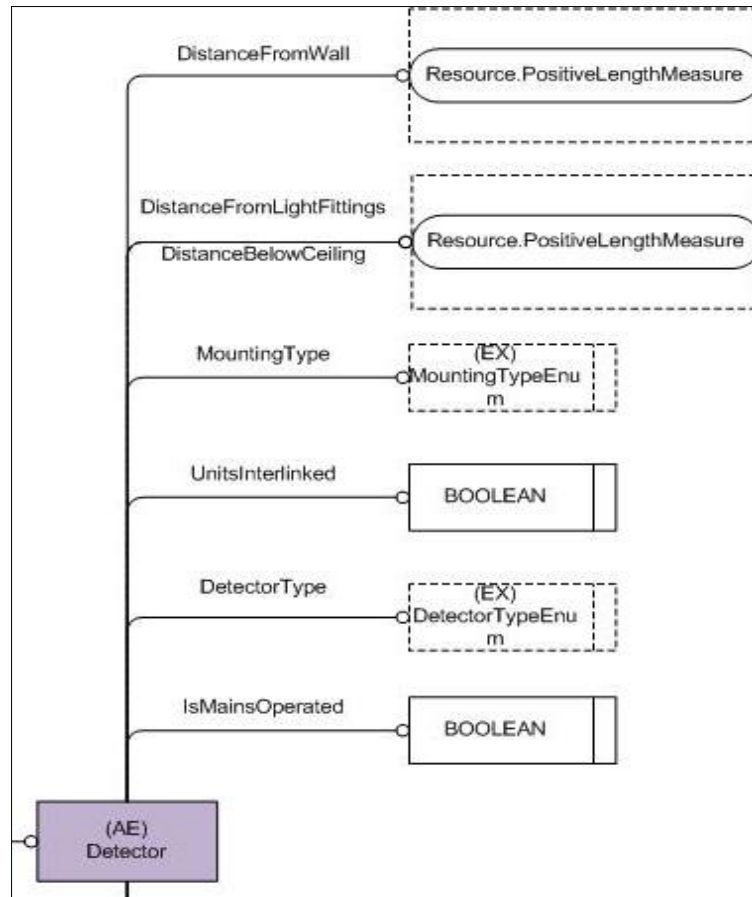 DistanceFromWall
Resource.PositiveLengthMeasure
DistanceFromLightFittings
Resource.PositiveLengthMeasure
DistanceBelowCeiling
MountingType
(EX)
MountingTypeEnu
m
UnitsInterlinked
BOOLEAN
DetectorType
(EX)
DetectorTypeEnu
m
IsMainsOperated
BOOLEAN
(AE)
Detector